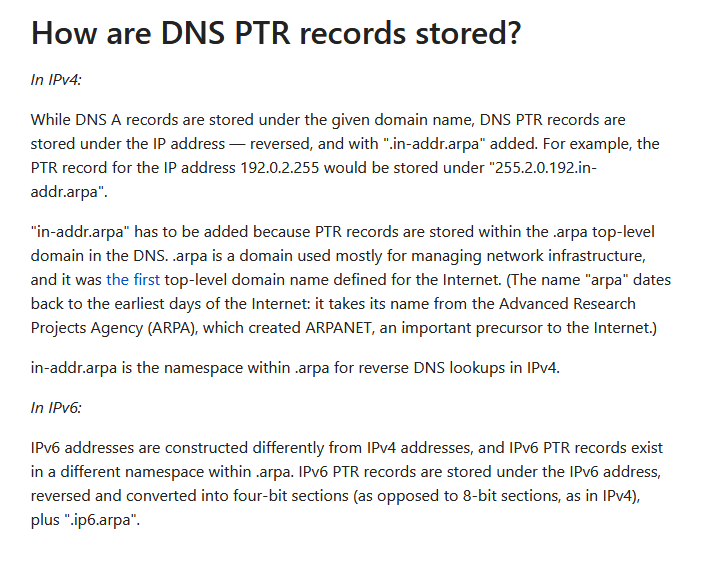 How are DNS PTR records stored?
In IPv4:
While DNS A records are stored under the given domain name, DNS PTR records are
stored under the IP address — reversed, and with ".in-addr.arpa" added. For example, the
PTR record for the IP address 192.0.2.255 would be stored under "255.2.0.192.in-
addr.arpa".
"in-addr.arpa" has to be added because PTR records are stored within the .arpa top-level
domain in the DNS. .arpa is a domain used mostly for managing network infrastructure,
and it was the first top-level domain name defined for the Internet. (The name "arpa" dates
back to the earliest days of the Internet: it takes its name from the Advanced Research
Projects Agency (ARPA), which created ARPANET, an important precursor to the Internet.)
in-addr.arpa is the namespace within .arpa for reverse DNS lookups in IPv4.
In IPv6:
IPv6 addresses are constructed differently from IPv4 addresses, and IPv6 PTR records exist
in a different namespace within .arpa. IPv6 PTR records are stored under the IPv6 address,
reversed and converted into four-bit sections (as opposed to 8-bit sections, as in IPv4),
plus ".ip6.arpa".